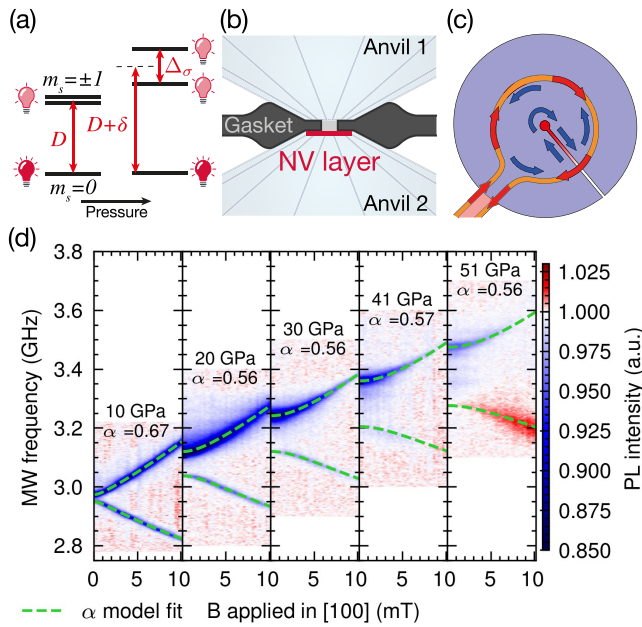 (a)
m_s=±1
D
D+δ
Δ_σ
m_s=0
Pressure
(b)
Anvil 1
Gasket
NV layer
Anvil 2
(c)
(d)
MW frequency (GHz)
3.8
3.6
3.4
3.2
3.0
2.8
10 GPa
α=0.67
20 GPa
α=0.56
30 GPa
α=0.56
41 GPa
α=0.57
51 GPa
α=0.56
0 5 10 5 10 5 10 5 10 5 10
α model fit B applied in [100] (mT)
1.025
1.000
0.975
0.950
0.925
0.900
0.875
0.850
PL intensity (a.u.)